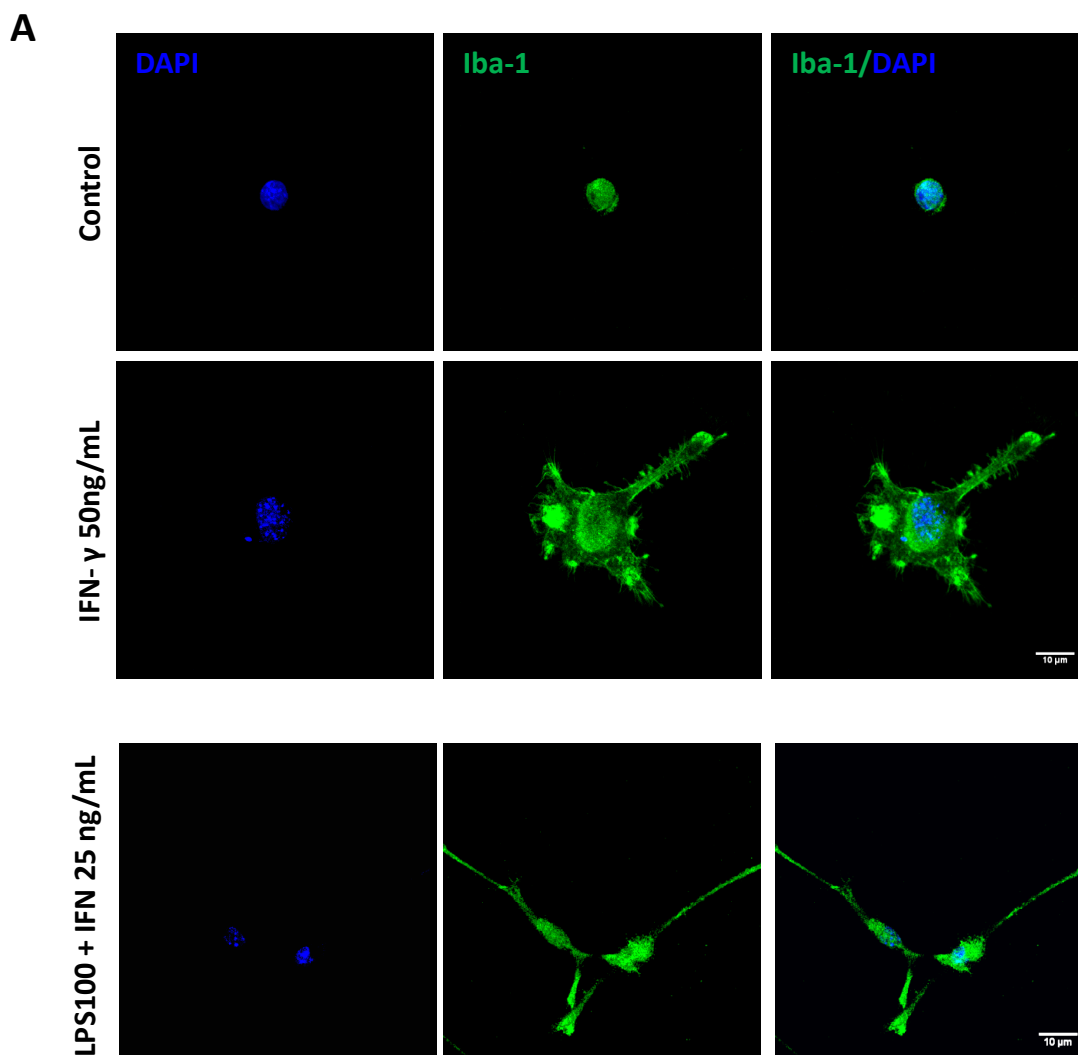 A
DAPI
Iba-1
Iba-1/DAPI
Control
IFN- γ 50ng/mL
10 µm
LPS100 + IFN 25 ng/mL
10 µm